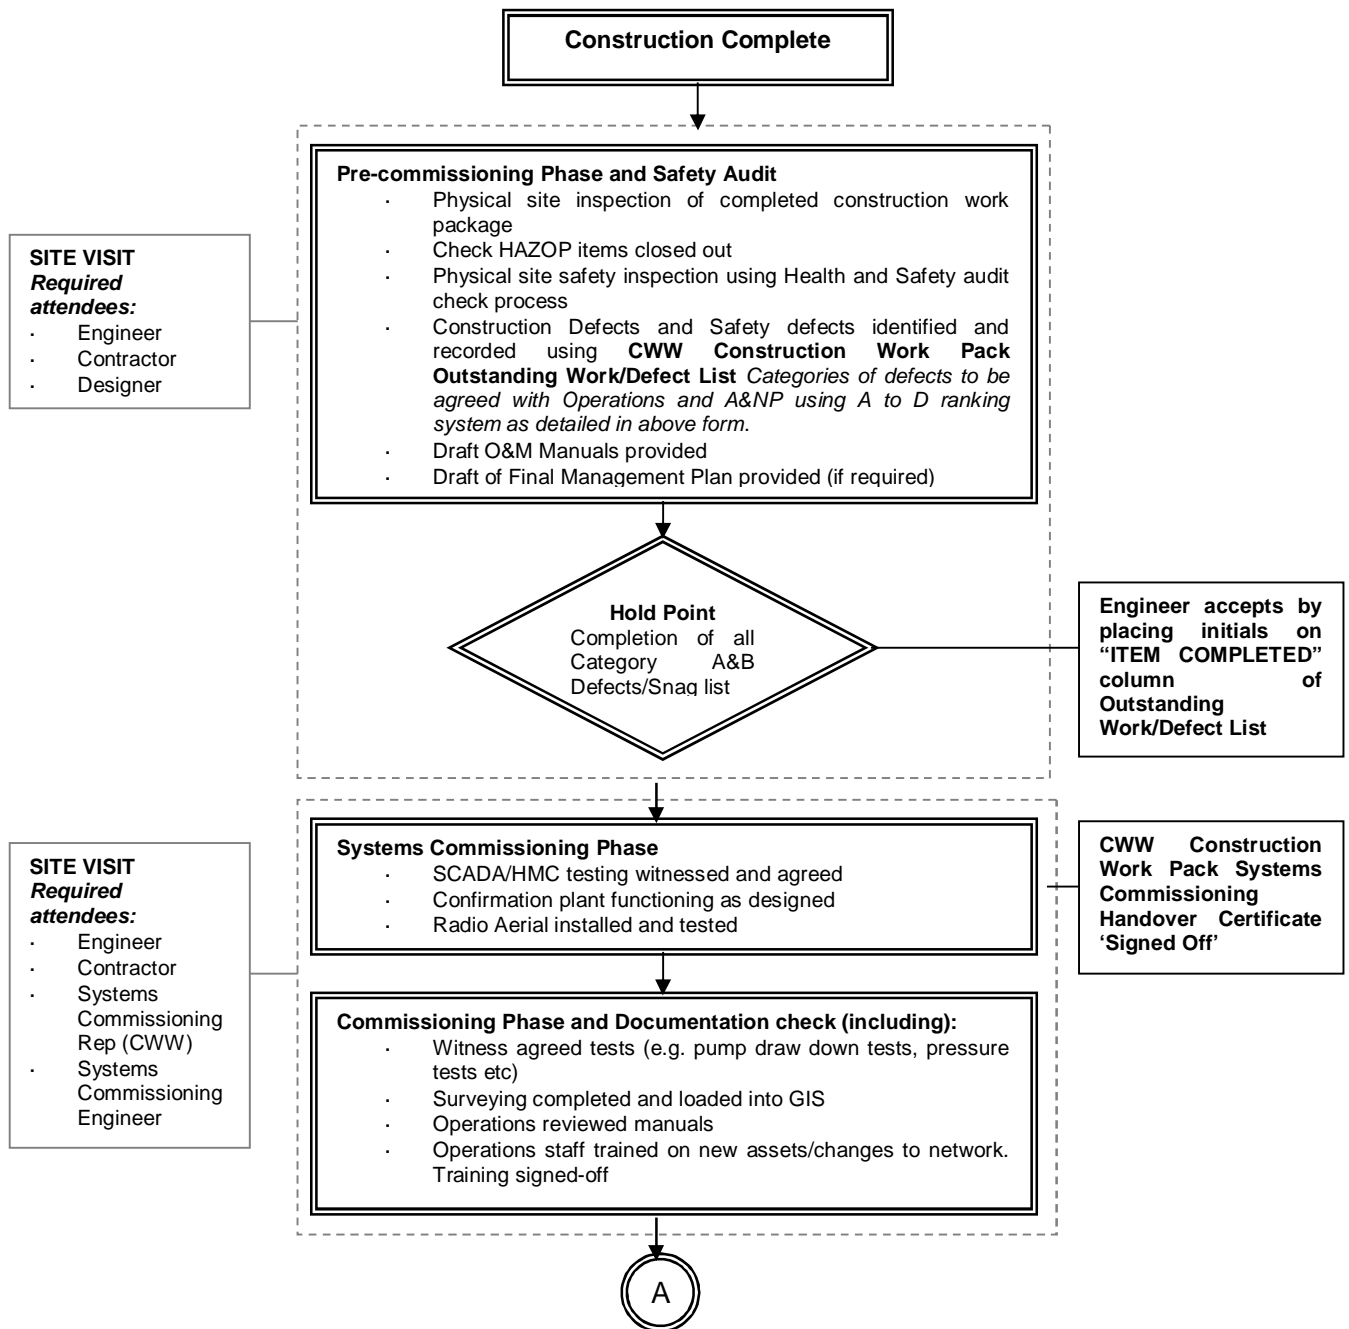 Construction Complete
Pre-commissioning Phase and Safety Audit
· Physical site inspection of completed construction work
package
· Check HAZOP items closed out
· Physical site safety inspection using Health and Safety audit
check process
· Construction Defects and Safety defects identified and
recorded using CWW Construction Work Pack
Outstanding Work/Defect List Categories of defects to be
agreed with Operations and A&NP using A to D ranking
system as detailed in above form.
· Draft O&M Manuals provided
· Draft of Final Management Plan provided (if required)
SITE VISIT
Required
attendees:
· Engineer
· Contractor
· Designer
Hold Point
Completion of all
Category A&B
Defects/Snag list
Engineer accepts by
placing initials on
“ITEM COMPLETED”
column of
Outstanding
Work/Defect List
Systems Commissioning Phase
· SCADA/HMC testing witnessed and agreed
· Confirmation plant functioning as designed
· Radio Aerial installed and tested
CWW Construction
Work Pack Systems
Commissioning
Handover Certificate
‘Signed Off’
SITE VISIT
Required
attendees:
· Engineer
· Contractor
· Systems
Commissioning
Rep (CWW)
· Systems
Commissioning
Engineer
Commissioning Phase and Documentation check (including):
· Witness agreed tests (e.g. pump draw down tests, pressure
tests etc)
· Surveying completed and loaded into GIS
· Operations reviewed manuals
· Operations staff trained on new assets/changes to network.
Training signed-off
A